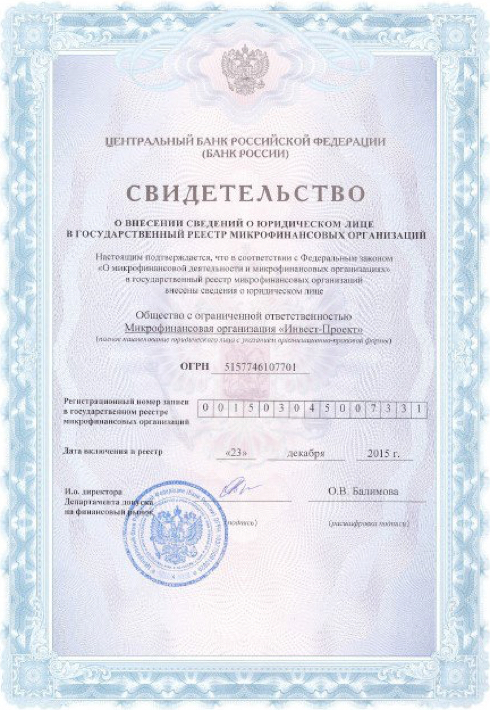 ЦЕНТРАЛЬНЫЙ БАНК РОССИЙСКОЙ ФЕДЕРАЦИИ
(БАНК РОССИИ)
СВИДЕТЕЛЬСТВО
О ВНЕСЕНИИ СВЕДЕНИЙ О ЮРИДИЧЕСКОМ ЛИЦЕ
В ГОСУДАРСТВЕННЫЙ РЕЕСТР МИКРОФИНАНСОВЫХ ОРГАНИЗАЦИЙ
Настоящим подтверждается, что в соответствии с Федеральным законом
«О микрофинансовой деятельности и микрофинансовых организациях»
в государственный реестр микрофинансовых организаций
внесены сведения о юридическом лице
Общество с ограниченной ответственностью
Микрофинансовая организация «Инвест-Проект»
(полное наименование юридического лица с указанием организационно-правовой формы)
ОГРН 5157746107701
Регистрационный номер записи
в государственном реестре
микрофинансовых организаций
0 0 1 5 0 3 0 4 5 0 0 7 3 3 1
Дата включения в реестр «23» декабря 2015 г.
И.о. директора
Департамента допуска
на финансовый рынок
О.В. Балимова
(подпись) (расшифровка подписи)